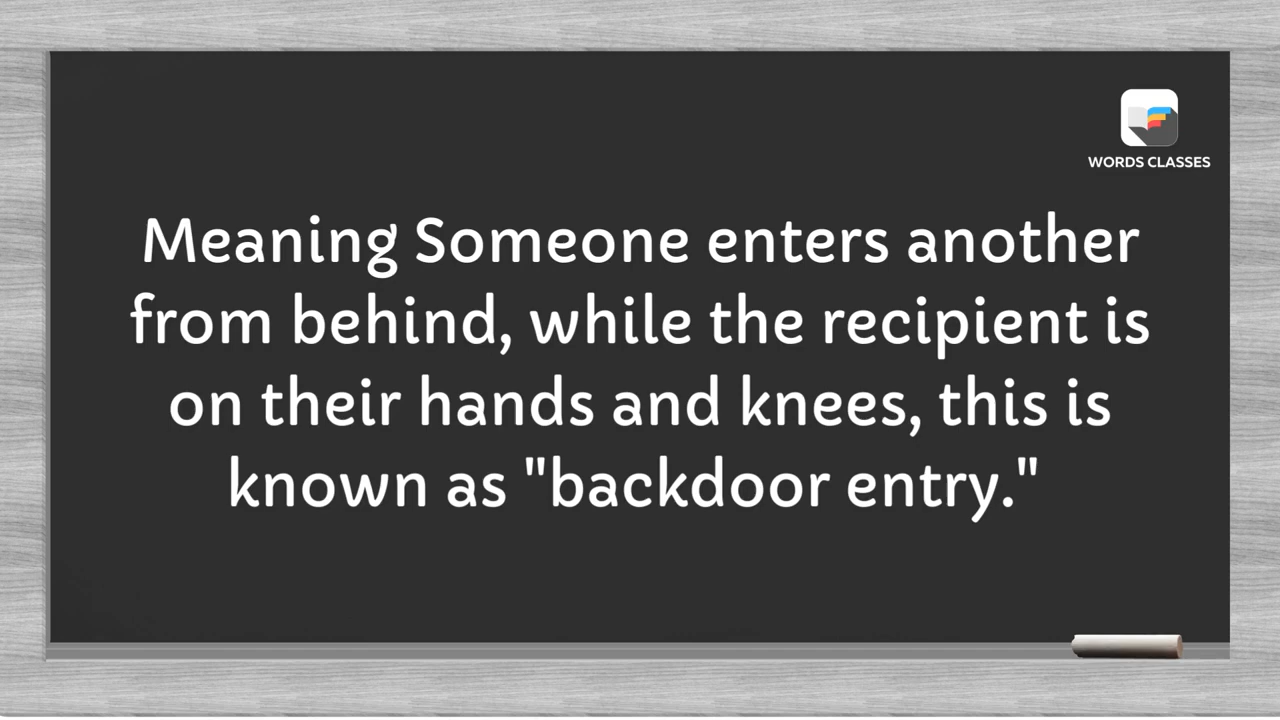 WORDS CLASSES
Meaning Someone enters another
from behind, while the recipient is
on their hands and knees, this is
known as "backdoor entry."